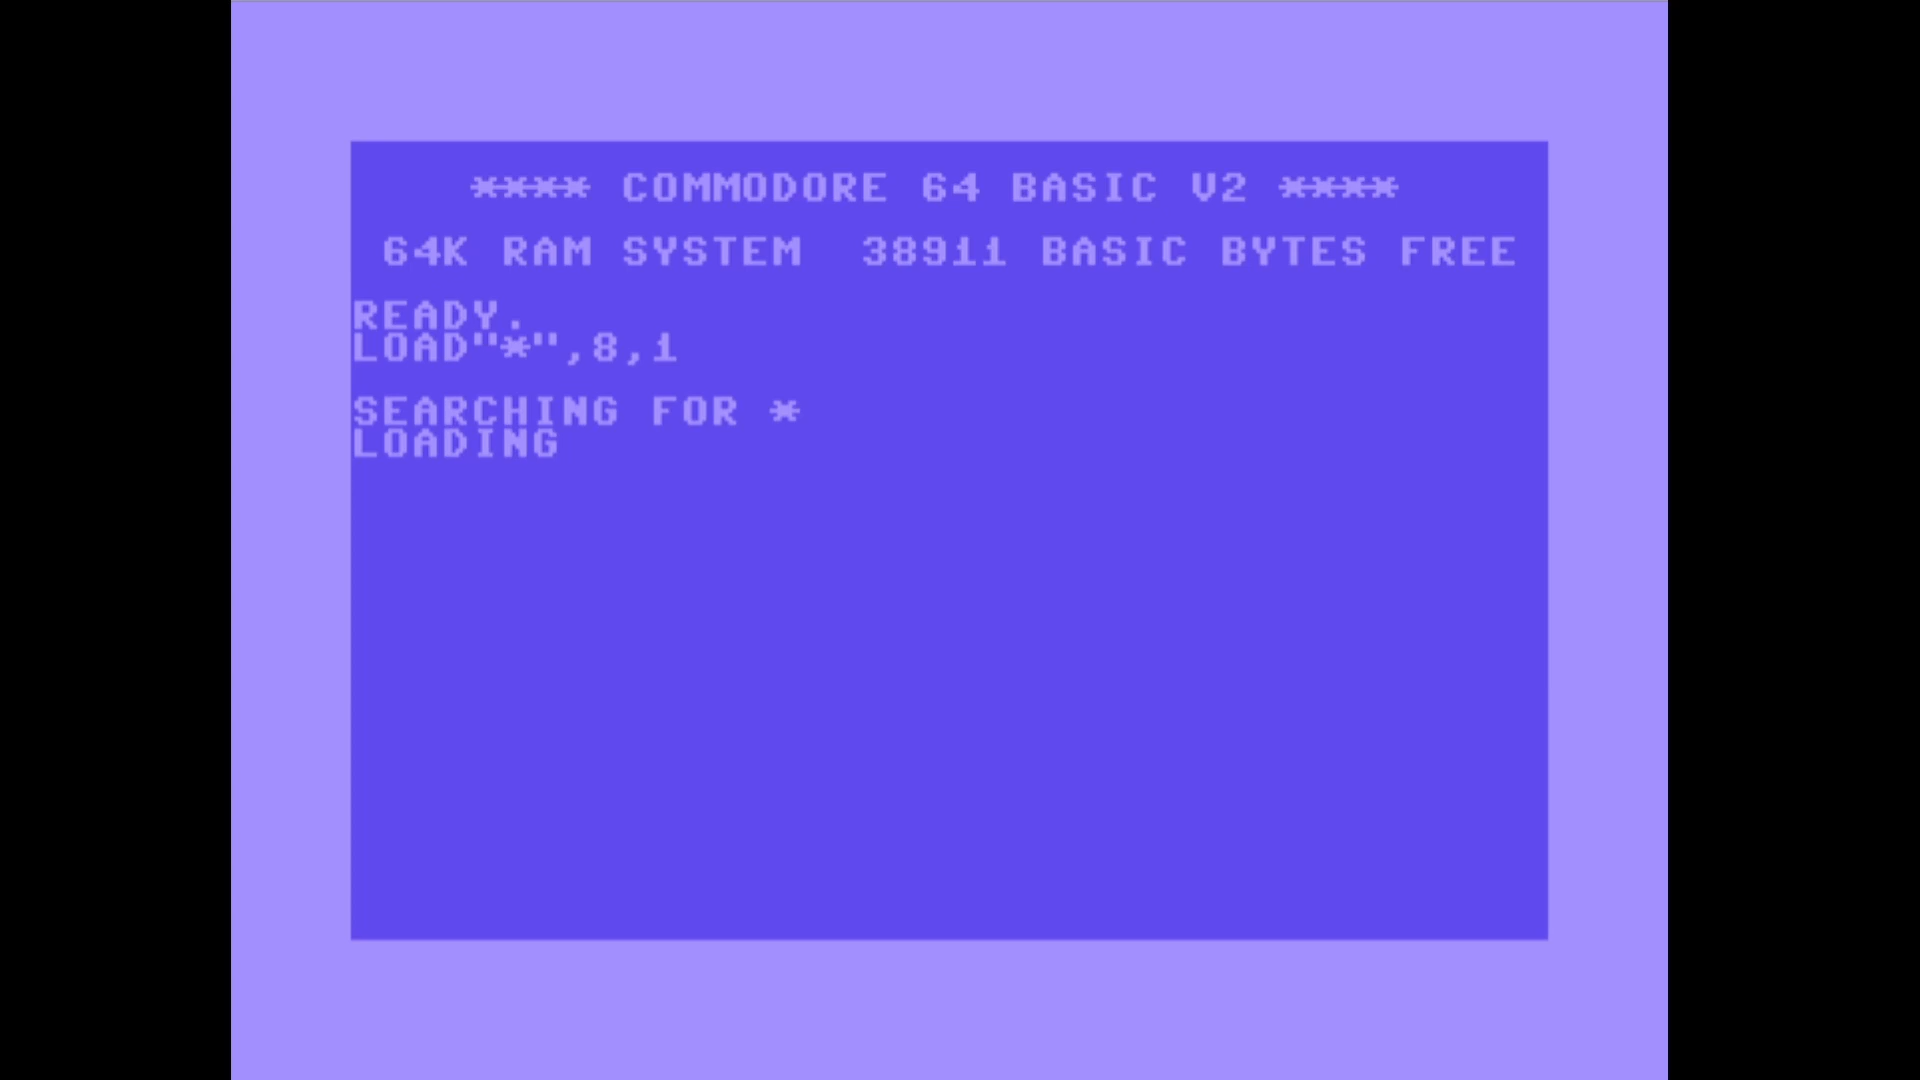 **** COMMODORE 64 BASIC V2 ****
64K RAM SYSTEM  38911 BASIC BYTES FREE
READY.
LOAD"*",8,1
SEARCHING FOR *
LOADING